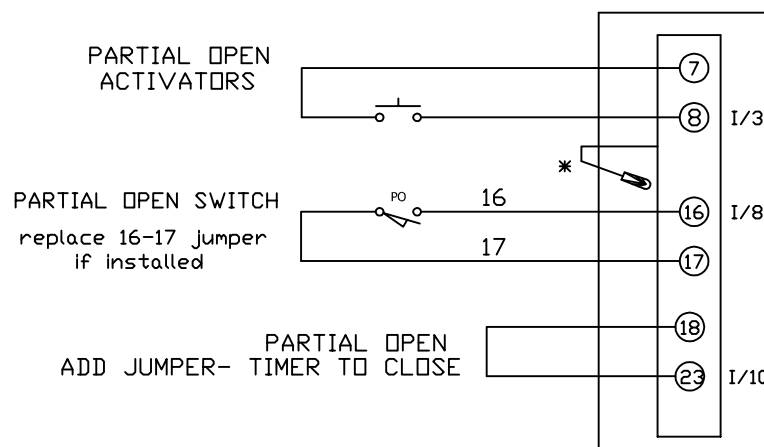 PARTIAL OPEN
ACTIVATORS
7
8
I/3
*
PARTIAL OPEN SWITCH
replace 16-17 jumper
if installed
PO
16
16
I/8
17
17
18
PARTIAL OPEN
ADD JUMPER- TIMER TO CLOSE
23
I/10